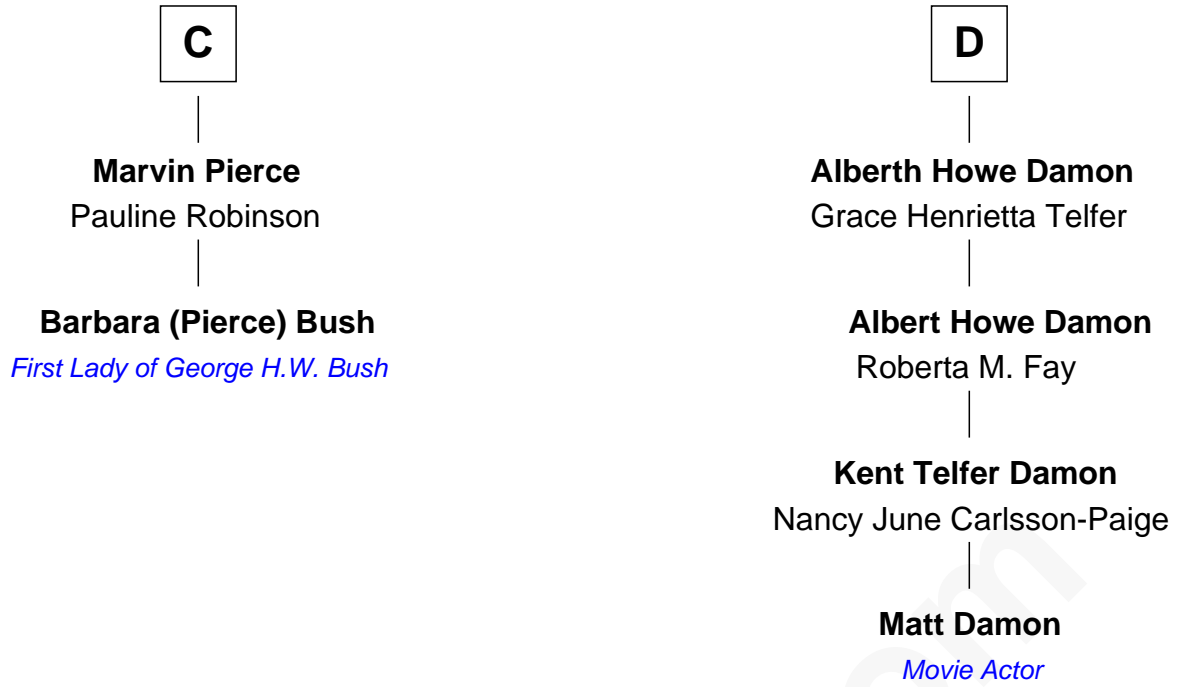 C
Marvin Pierce
Pauline Robinson
Barbara (Pierce) Bush
First Lady of George H.W. Bush
D
Alberth Howe Damon
Grace Henrietta Telfer
Albert Howe Damon
Roberta M. Fay
Kent Telfer Damon
Nancy June Carlsson-Paige
Matt Damon
Movie Actor